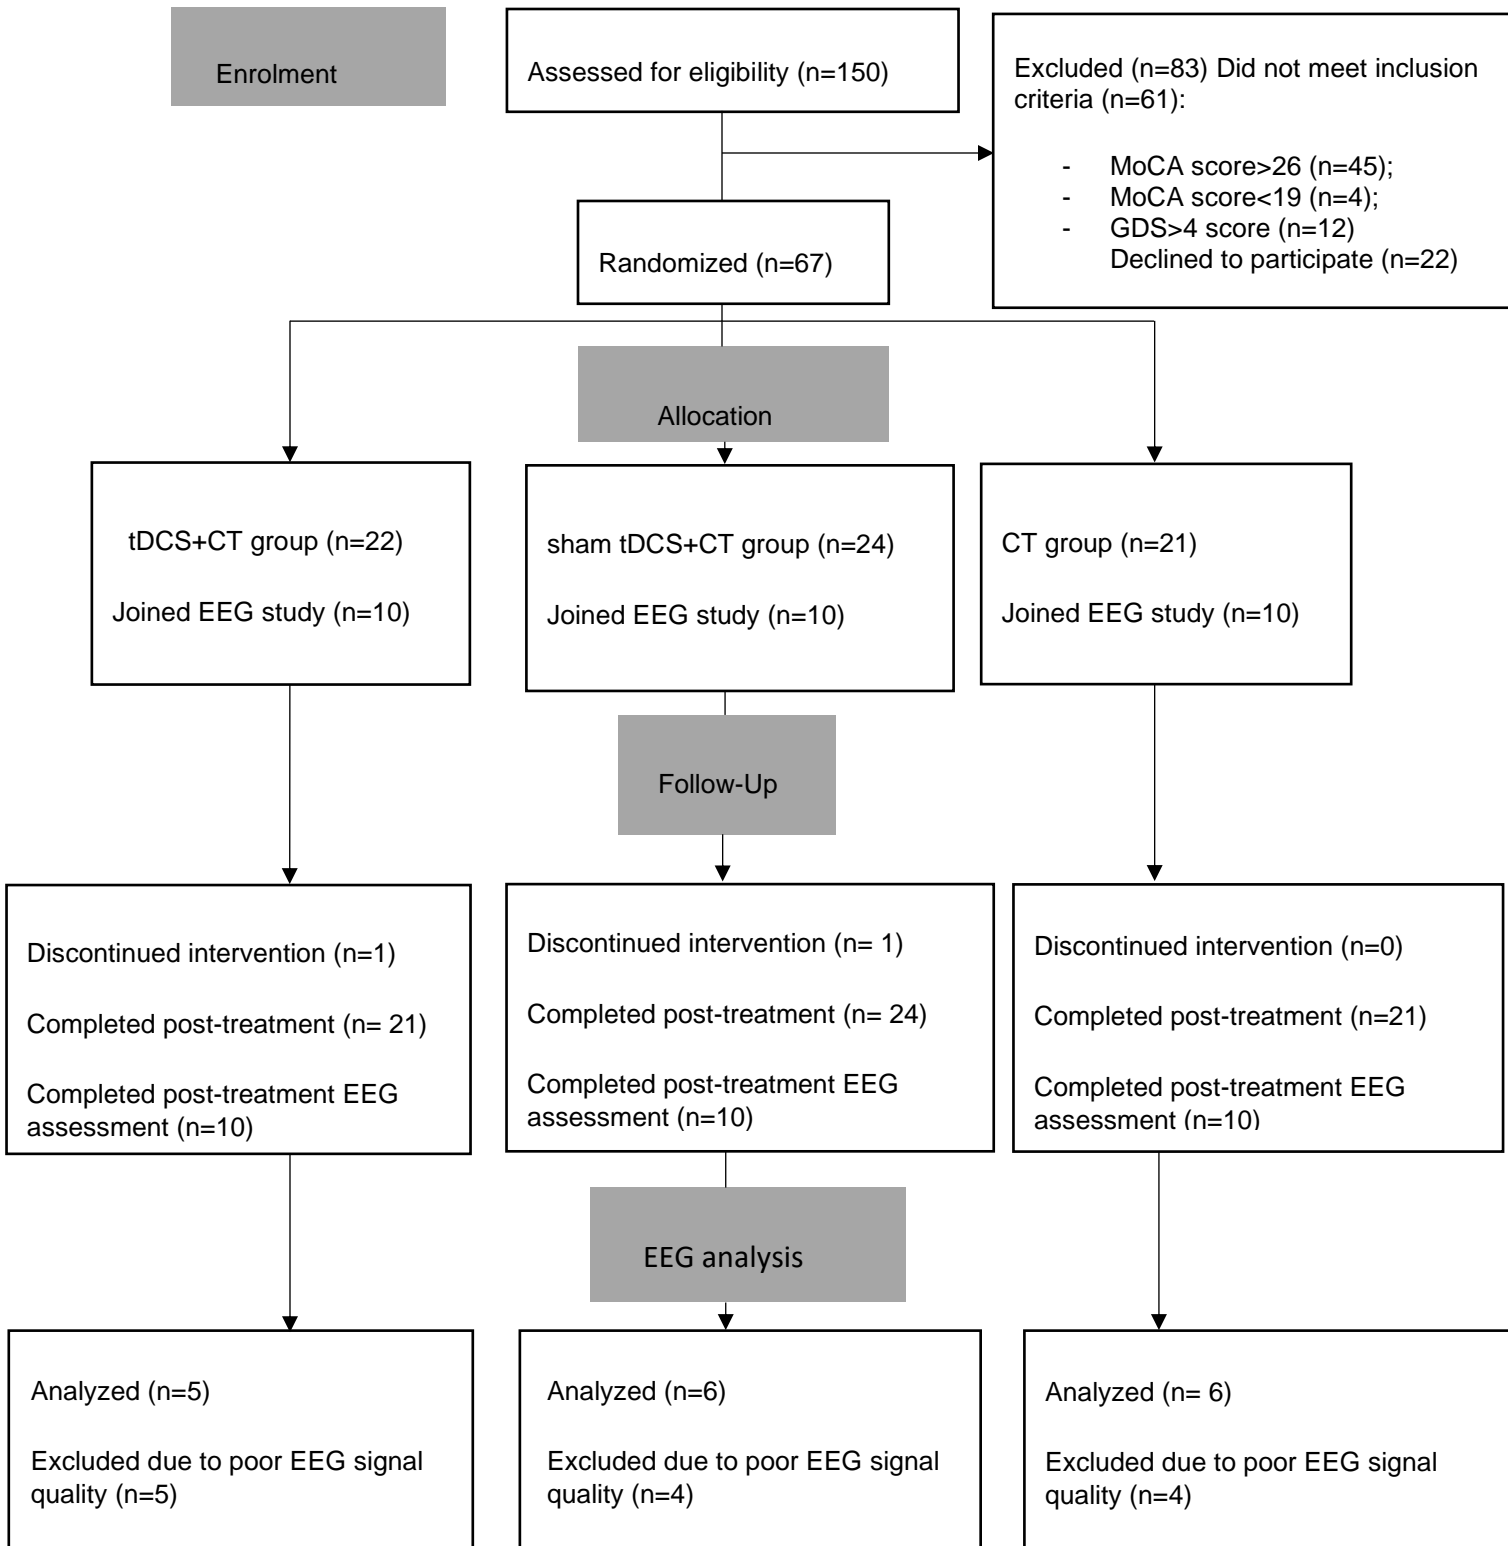 Enrolment
Assessed for eligibility (n=150)
Excluded (n=83) Did not meet inclusion
criteria (n=61):
- MoCA score>26 (n=45);
- MoCA score<19 (n=4);
- GDS>4 score (n=12)
Declined to participate (n=22)
Randomized (n=67)
Allocation
tDCS+CT group (n=22)
Joined EEG study (n=10)
sham tDCS+CT group (n=24)
Joined EEG study (n=10)
CT group (n=21)
Joined EEG study (n=10)
Follow-Up
Discontinued intervention (n=1)
Completed post-treatment (n= 21)
Completed post-treatment EEG
assessment (n=10)
Discontinued intervention (n= 1)
Completed post-treatment (n= 24)
Completed post-treatment EEG
assessment (n=10)
Discontinued intervention (n=0)
Completed post-treatment (n=21)
Completed post-treatment EEG
assessment (n=10)
EEG analysis
Analyzed (n=5)
Excluded due to poor EEG signal
quality (n=5)
Analyzed (n=6)
Excluded due to poor EEG signal
quality (n=4)
Analyzed (n= 6)
Excluded due to poor EEG signal
quality (n=4)